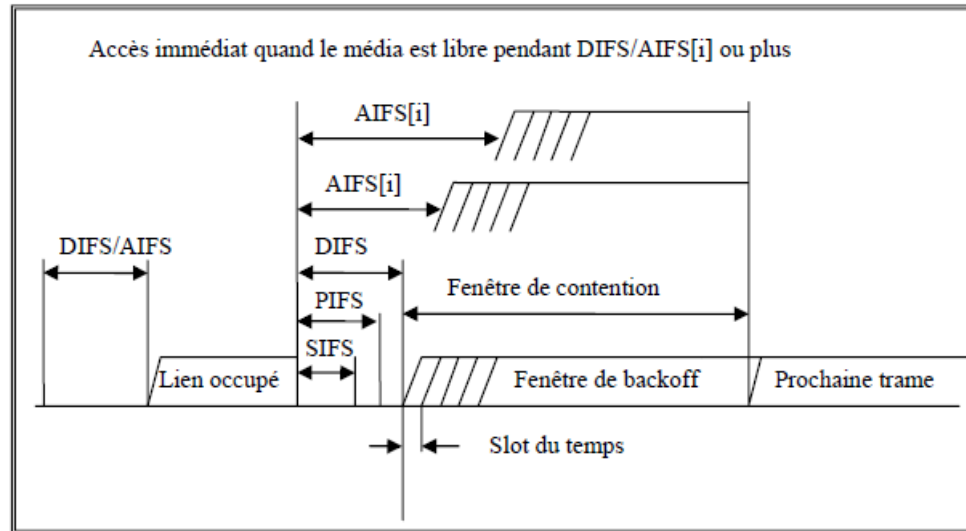 Accès immédiat quand le média est libre pendant DIFS/AIFS[i] ou plus
AIFS[i]
AIFS[i]
DIFS/AIFS
DIFS
Fenêtre de contention
PIFS
SIFS
Lien occupé
Fenêtre de backoff
Prochaine trame
Slot du temps